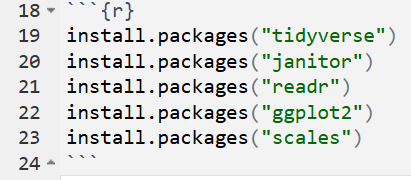 18 ```{r}
19 install.packages("tidyverse")
20 install.packages("janitor")
21 install.packages("readr")
22 install.packages("ggplot2")
23 install.packages("scales")
24 ```